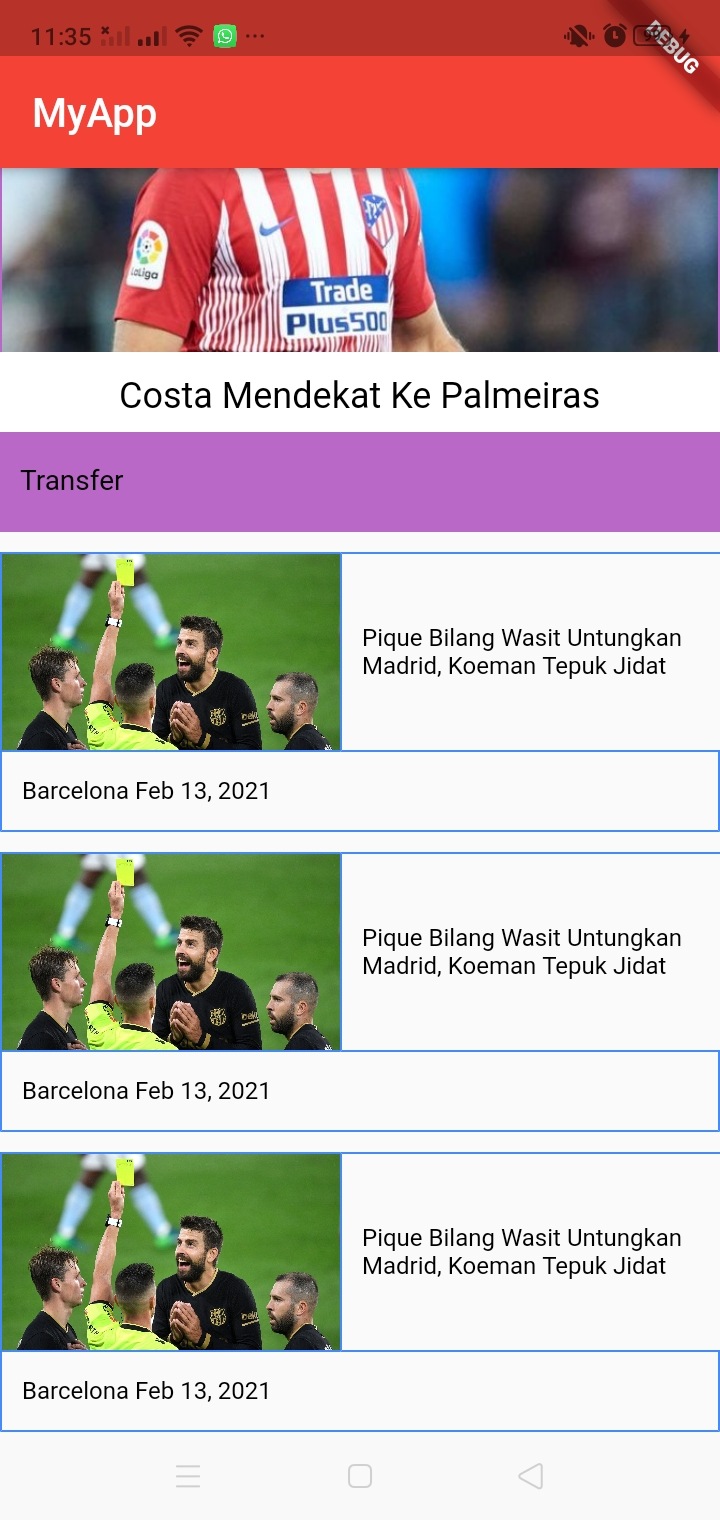 11:35
DEBUG
MyApp
LaLiga
Trade
Plus500
Costa Mendekat Ke Palmeiras
Transfer
Pique Bilang Wasit Untungkan
Madrid, Koeman Tepuk Jidat
Barcelona Feb 13, 2021
Pique Bilang Wasit Untungkan
Madrid, Koeman Tepuk Jidat
Barcelona Feb 13, 2021
Pique Bilang Wasit Untungkan
Madrid, Koeman Tepuk Jidat
Barcelona Feb 13, 2021